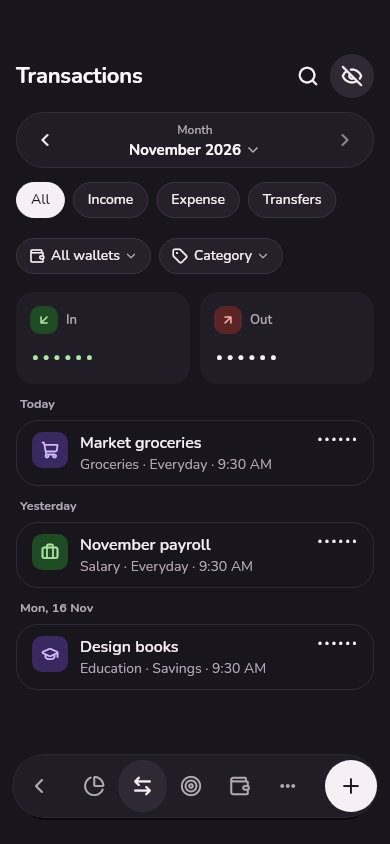 Transactions
Month
November 2026
All Income Expense Transfers
All wallets Category
In Out
•••••• ••••••
Today
Market groceries ••••••
Groceries · Everyday · 9:30 AM
Yesterday
November payroll ••••••
Salary · Everyday · 9:30 AM
Mon, 16 Nov
Design books ••••••
Education · Savings · 9:30 AM